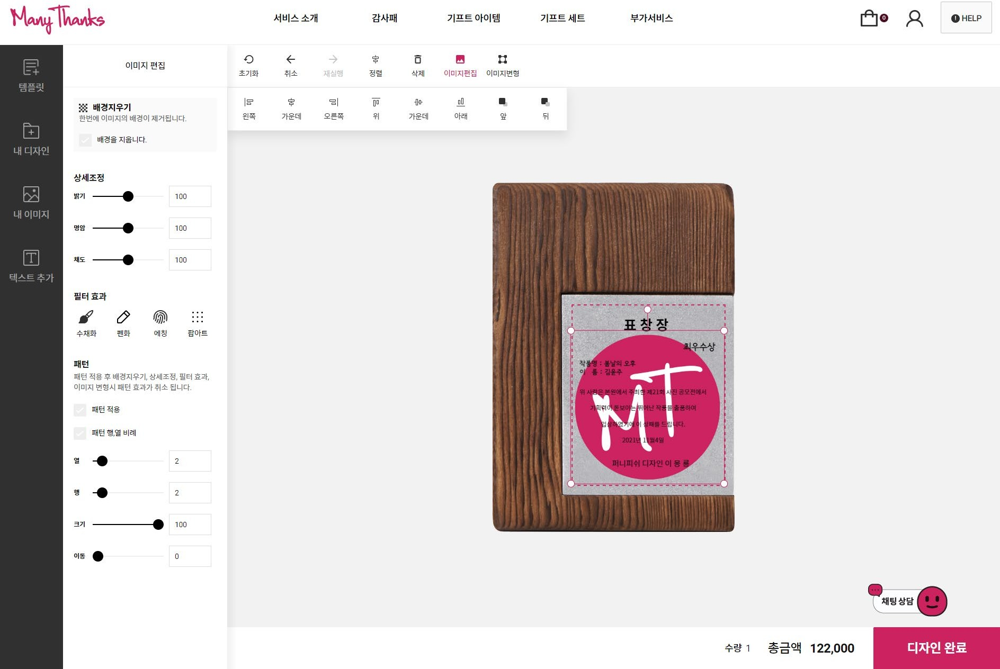 Many Thanks
서비스 소개
감사패
기프트 아이템
기프트 세트
부가서비스
0
HELP
템플릿
내 디자인
내 이미지
텍스트 추가
이미지 편집
배경지우기
한번에 이미지의 배경이 제거됩니다.
배경을 지웁니다.
상세조정
밝기 100
명암 100
채도 100
필터 효과
수채화
펜화
에칭
팝아트
패턴
패턴 적용 후 배경지우기, 상세조정, 필터 효과,
이미지 변형시 패턴 효과가 취소 됩니다.
패턴 적용
패턴 행,열 비례
열 2
행 2
크기 100
이동 0
초기화
취소
재실행
정렬
삭제
이미지편집
이미지변형
왼쪽
가운데
오른쪽
위
가운데
아래
앞
뒤
표 창 장
최우수상
작품명 : 봄날의 오후
이 름 : 김윤주
MT
위 사람은 본원에서 주최한 제21회 사진 공모전에서
기획력이 돋보이는 뛰어난 작품을 출품하여
입상하였기에 이 상패를 드립니다.
2021년 11월4일
퍼니피쉬 디자인 이 몽 룡
채팅 상담
수량 1
총금액 122,000
디자인 완료